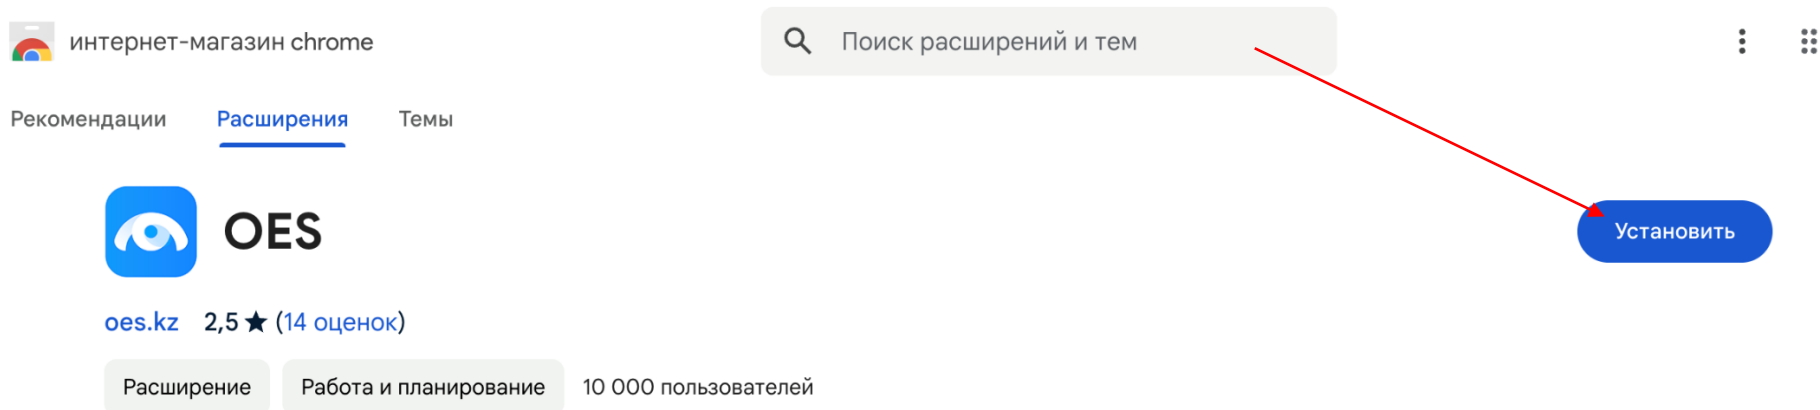 интернет-магазин chrome
Поиск расширений и тем
Рекомендации Расширения Темы
OES
Установить
oes.kz 2,5 ★ (14 оценок)
Расширение Работа и планирование 10 000 пользователей